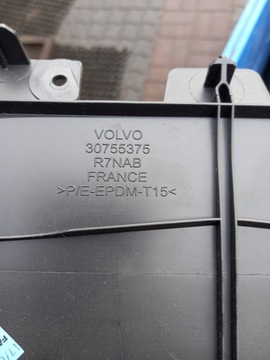 VOLVO
30755375
R7NAB
FRANCE
>P/E-EPDM-T15<